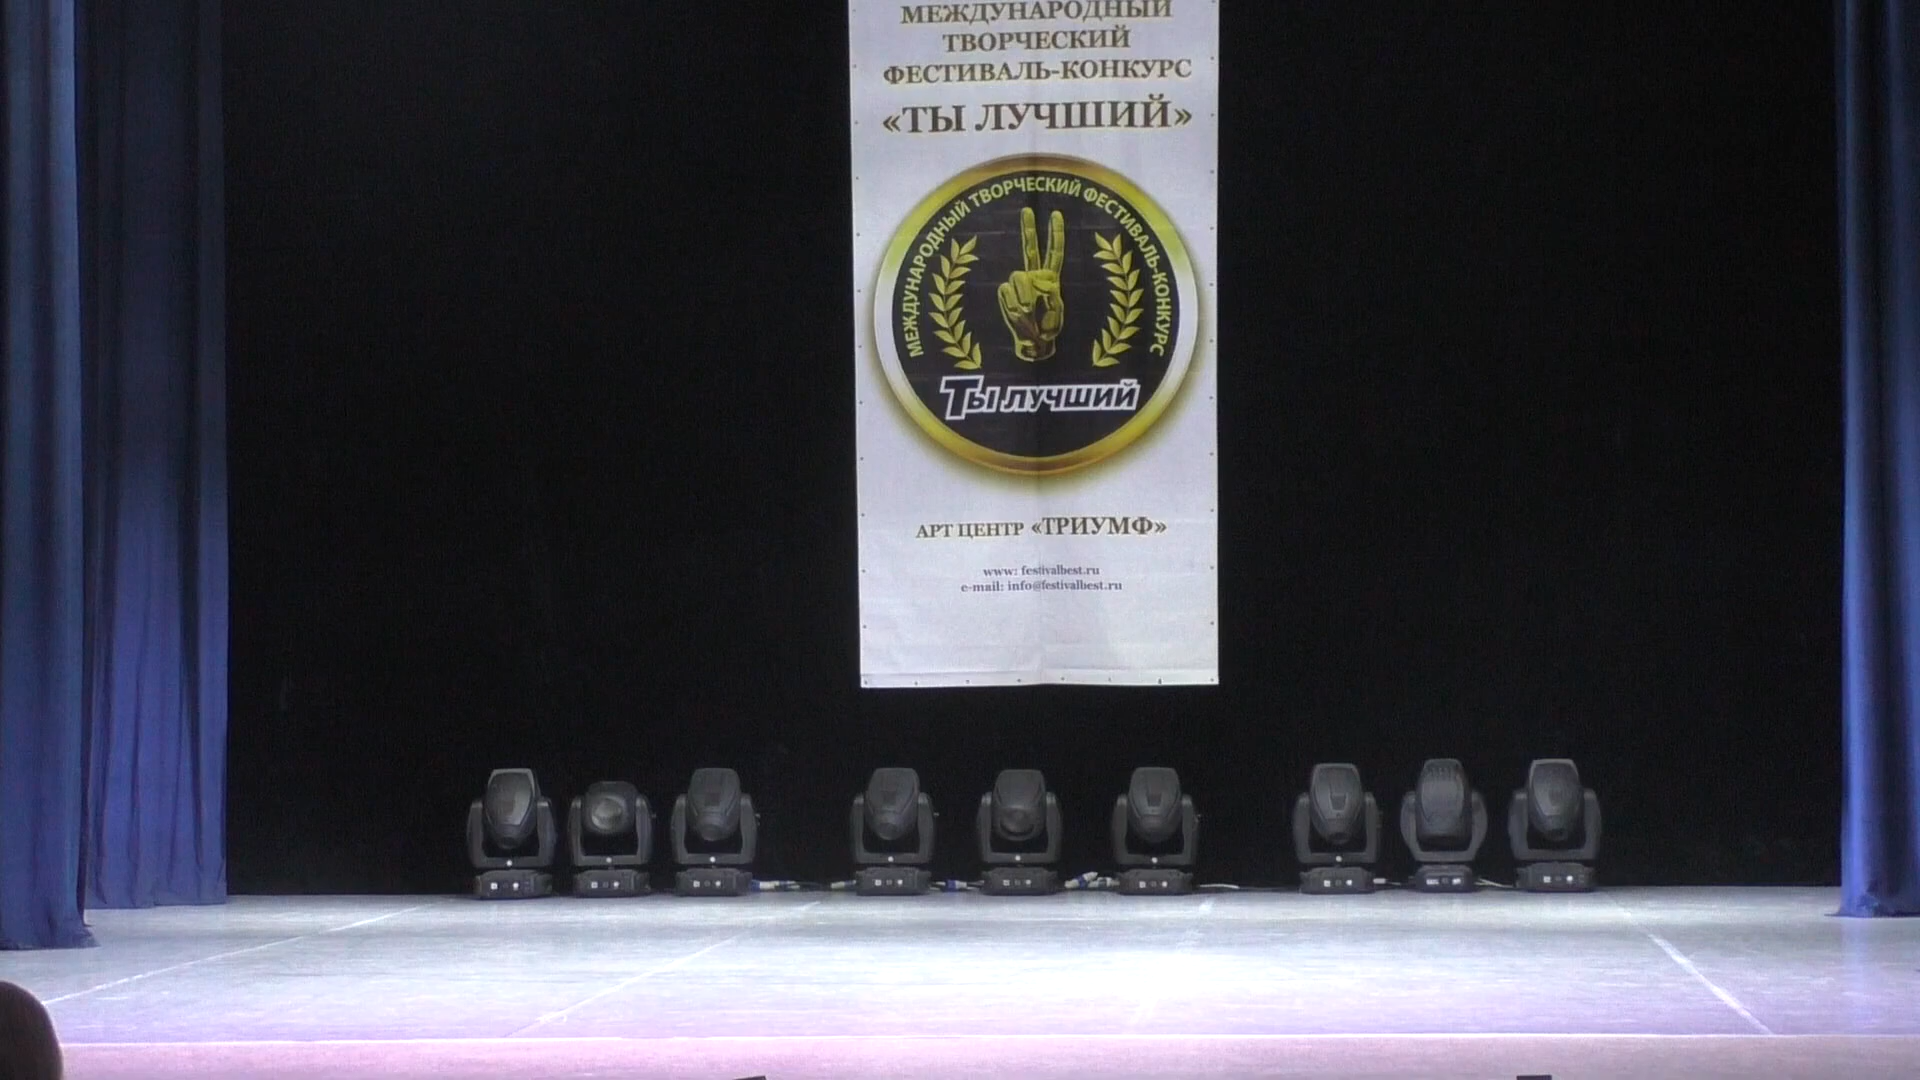 МЕЖДУНАРОДНЫЙ
ТВОРЧЕСКИЙ
ФЕСТИВАЛЬ-КОНКУРС
«ТЫ ЛУЧШИЙ»
МЕЖДУНАРОДНЫЙ ТВОРЧЕСКИЙ ФЕСТИВАЛЬ-КОНКУРС
Ты лучший
АРТ ЦЕНТР «ТРИУМФ»
www: festivalbest.ru
e-mail: info@festivalbest.ru